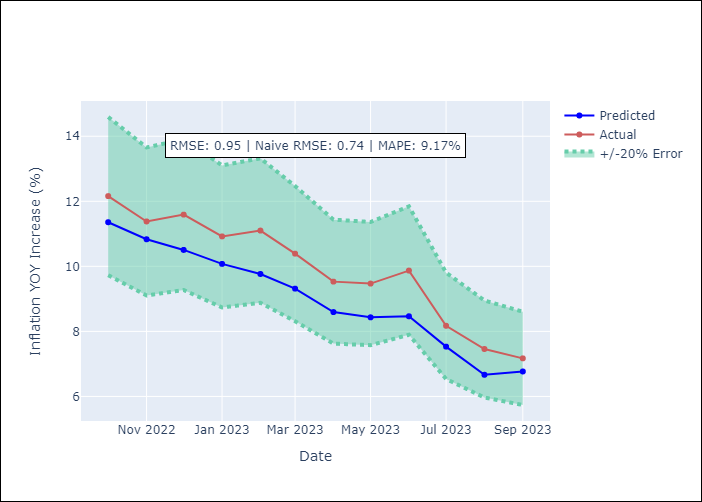 RMSE: 0.95 | Naive RMSE: 0.74 | MAPE: 9.17%
Predicted
Actual
+/-20% Error
Inflation YOY Increase (%)
14
12
10
8
6
Nov 2022
Jan 2023
Mar 2023
May 2023
Jul 2023
Sep 2023
Date